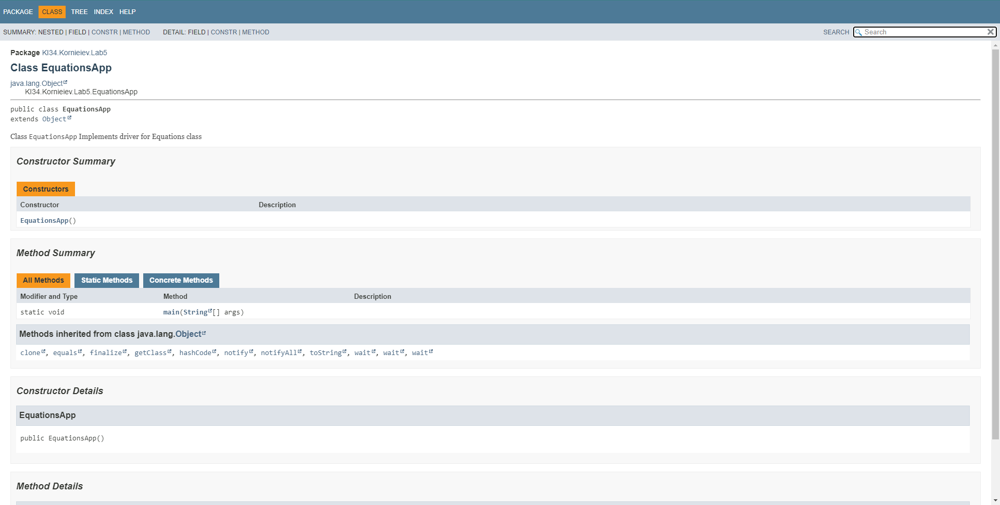 PACKAGE CLASS TREE INDEX HELP
SUMMARY: NESTED | FIELD | CONSTR | METHOD DETAIL: FIELD | CONSTR | METHOD SEARCH Search
Package KI34.Kornieiev.Lab5
Class EquationsApp
java.lang.Object
KI34.Kornieiev.Lab5.EquationsApp
public class EquationsApp
extends Object
Class EquationsApp Implements driver for Equations class
Constructor Summary
Constructors
Constructor Description
EquationsApp()
Method Summary
All Methods Static Methods Concrete Methods
Modifier and Type Method Description
static void main(String[] args)
Methods inherited from class java.lang.Object
clone, equals, finalize, getClass, hashCode, notify, notifyAll, toString, wait, wait, wait
Constructor Details
EquationsApp
public EquationsApp()
Method Details